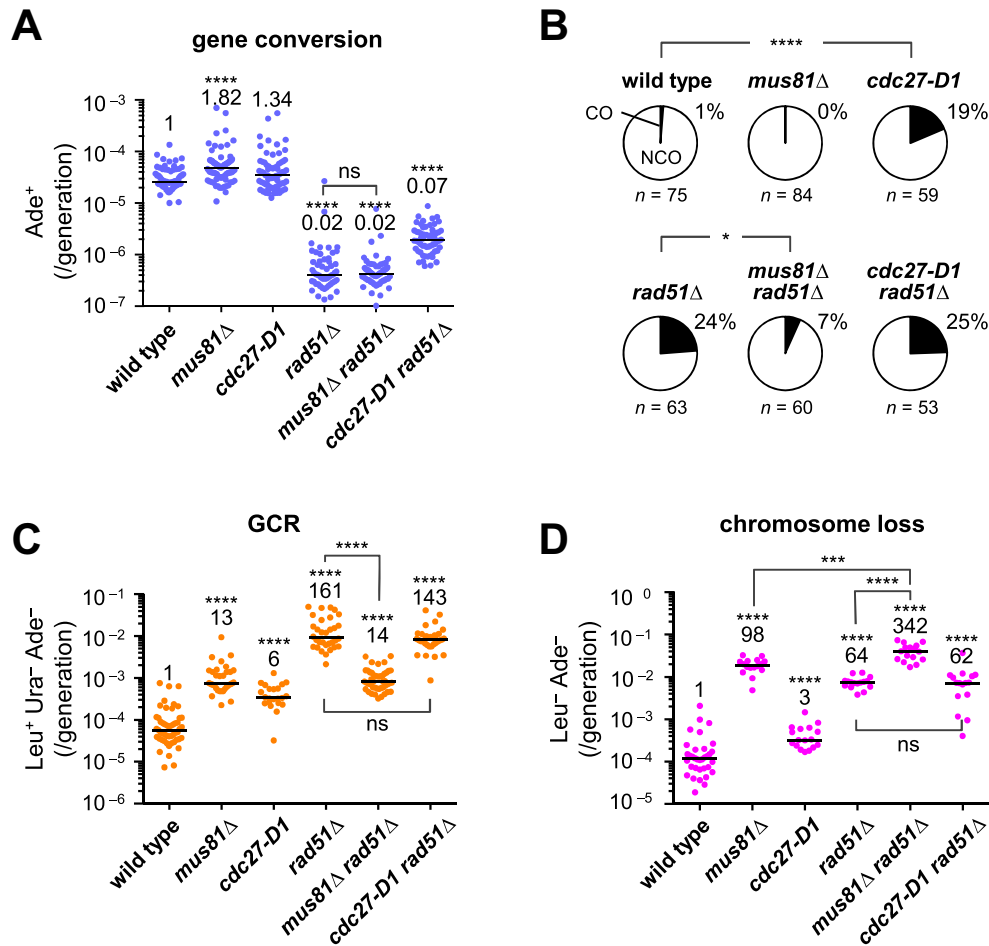 A
gene conversion
Ade⁺
(/generation)
10⁻³
10⁻⁴
10⁻⁵
10⁻⁶
10⁻⁷
1
****
1.82
1.34
ns
****
0.02
****
0.02
****
0.07
wild type
mus81Δ
cdc27-D1
rad51Δ
mus81Δ rad51Δ
cdc27-D1 rad51Δ
B
****
wild type
mus81Δ
cdc27-D1
CO
NCO
1%
0%
19%
n = 75
n = 84
n = 59
*
rad51Δ
mus81Δ
rad51Δ
cdc27-D1
rad51Δ
24%
7%
25%
n = 63
n = 60
n = 53
C
GCR
Leu⁺ Ura⁻ Ade⁻
(/generation)
10⁻¹
10⁻²
10⁻³
10⁻⁴
10⁻⁵
10⁻⁶
1
****
13
****
6
****
****
161
****
14
****
143
ns
wild type
mus81Δ
cdc27-D1
rad51Δ
mus81Δ rad51Δ
cdc27-D1 rad51Δ
D
chromosome loss
Leu⁻ Ade⁻
(/generation)
10⁰
10⁻¹
10⁻²
10⁻³
10⁻⁴
10⁻⁵
***
****
1
****
98
****
3
****
64
****
342
****
62
ns
wild type
mus81Δ
cdc27-D1
rad51Δ
mus81Δ rad51Δ
cdc27-D1 rad51Δ